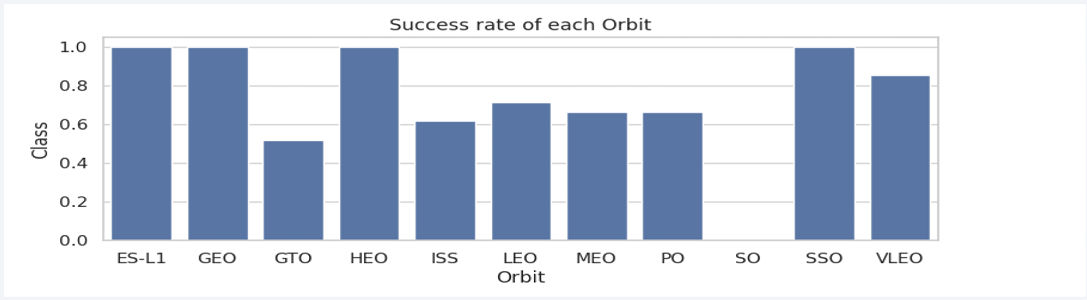 Success rate of each Orbit
Class
1.0
0.8
0.6
0.4
0.2
0.0
ES-L1 GEO GTO HEO ISS LEO MEO PO SO SSO VLEO
Orbit